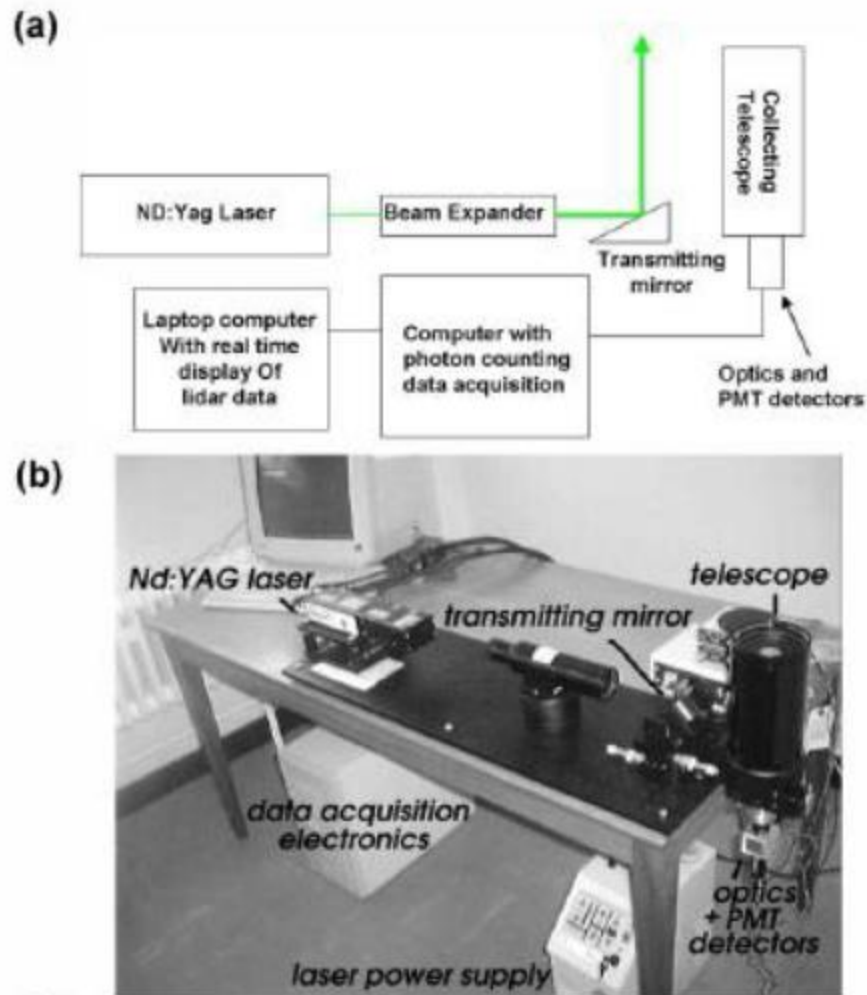 (a)
Collecting
Telescope
ND:Yag Laser
Beam Expander
Transmitting
mirror
Laptop computer
With real time
display Of
lidar data
Computer with
photon counting
data acquisition
Optics and
PMT detectors
(b)
Nd:YAG laser
telescope
transmitting mirror
data acquisition
electronics
optics
+ PMT
detectors
laser power supply